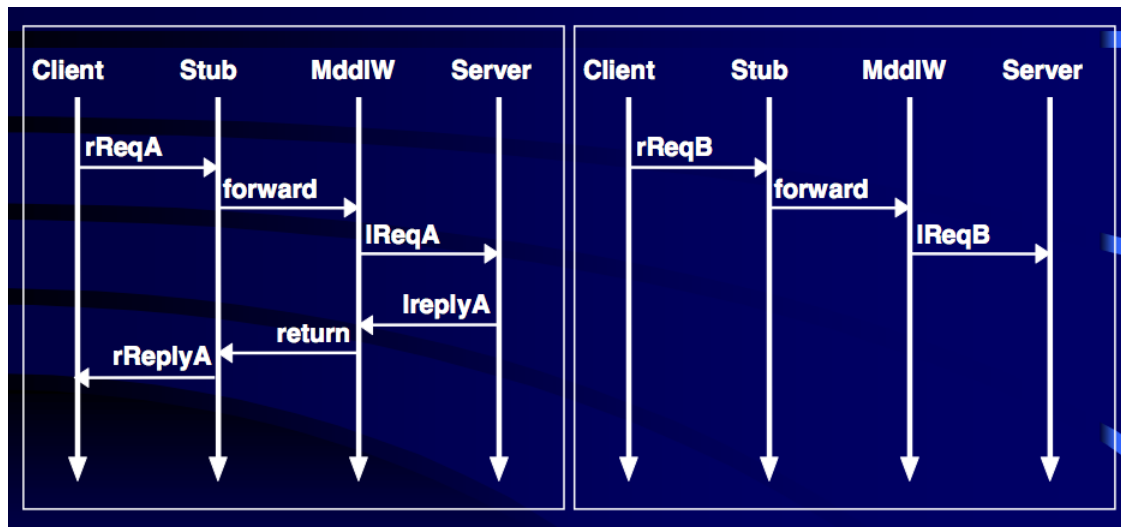 Client Stub MddlW Server
rReqA
forward
lReqA
lreplyA
return
rReplyA
Client Stub MddlW Server
rReqB
forward
lReqB